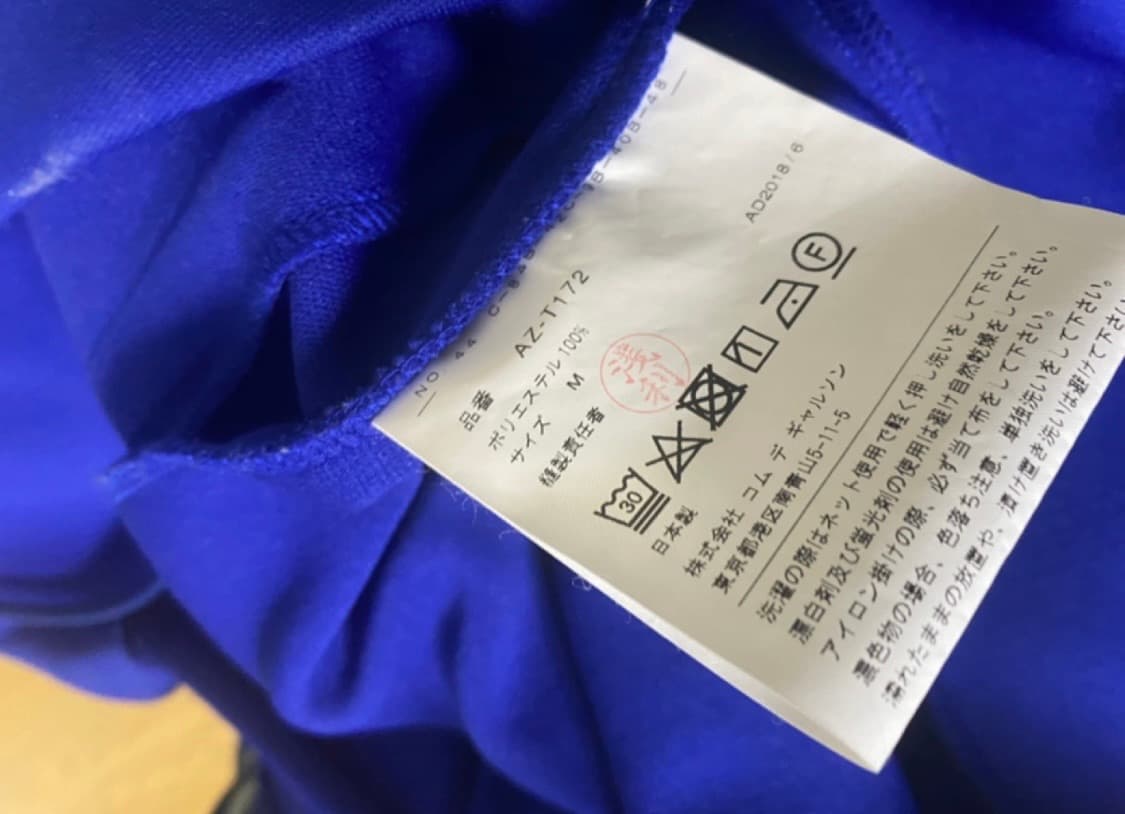 AD2018/6
品番 AZ-T172
ポリエステル 100%
サイズ M
縫製責任者 浅利
30
F
日本製
株式会社 コム デ ギャルソン
東京都港区南青山5-11-5
洗濯の際はネット使用で軽く押し洗いをして下さい。
漂白剤及び蛍光剤の使用は避け自然乾燥をして下さい。
アイロン掛けの際、必ず当て布をして下さい。
濃色物の場合、色落ち注意、単独洗いをして下さい。
濡れたままの放置や、漬け置き洗いは避けて下さい